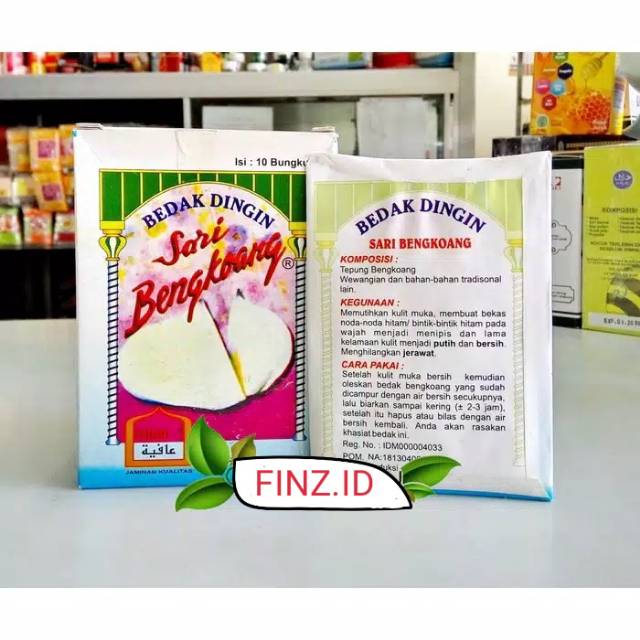 Isi : 10 Bungkus
BEDAK DINGIN
Sari
Bengkoang®
عافية
JAMINAN KUALITAS
BEDAK DINGIN
SARI BENGKOANG
KOMPOSISI :
Tepung Bengkoang
Wewangian dan bahan-bahan tradisonal
lain.
KEGUNAAN :
Memutihkan kulit muka, membuat bekas
noda-noda hitam/ bintik-bintik hitam pada
wajah menjadi menipis dan lama
kelamaan kulit menjadi putih dan bersih.
Menghilangkan jerawat.
CARA PAKAI :
Setelah kulit muka bersih kemudian
oleskan bedak bengkoang yang sudah
dicampur dengan air bersih secukupnya,
lalu biarkan sampai kering (± 2-3 jam),
setelah itu hapus atau bilas dengan air
bersih kembali. Anda akan rasakan
khasiat bedak ini.
Reg. No. : IDM000004033
POM. NA:18130400
FINZ.ID
KOMPOSISI